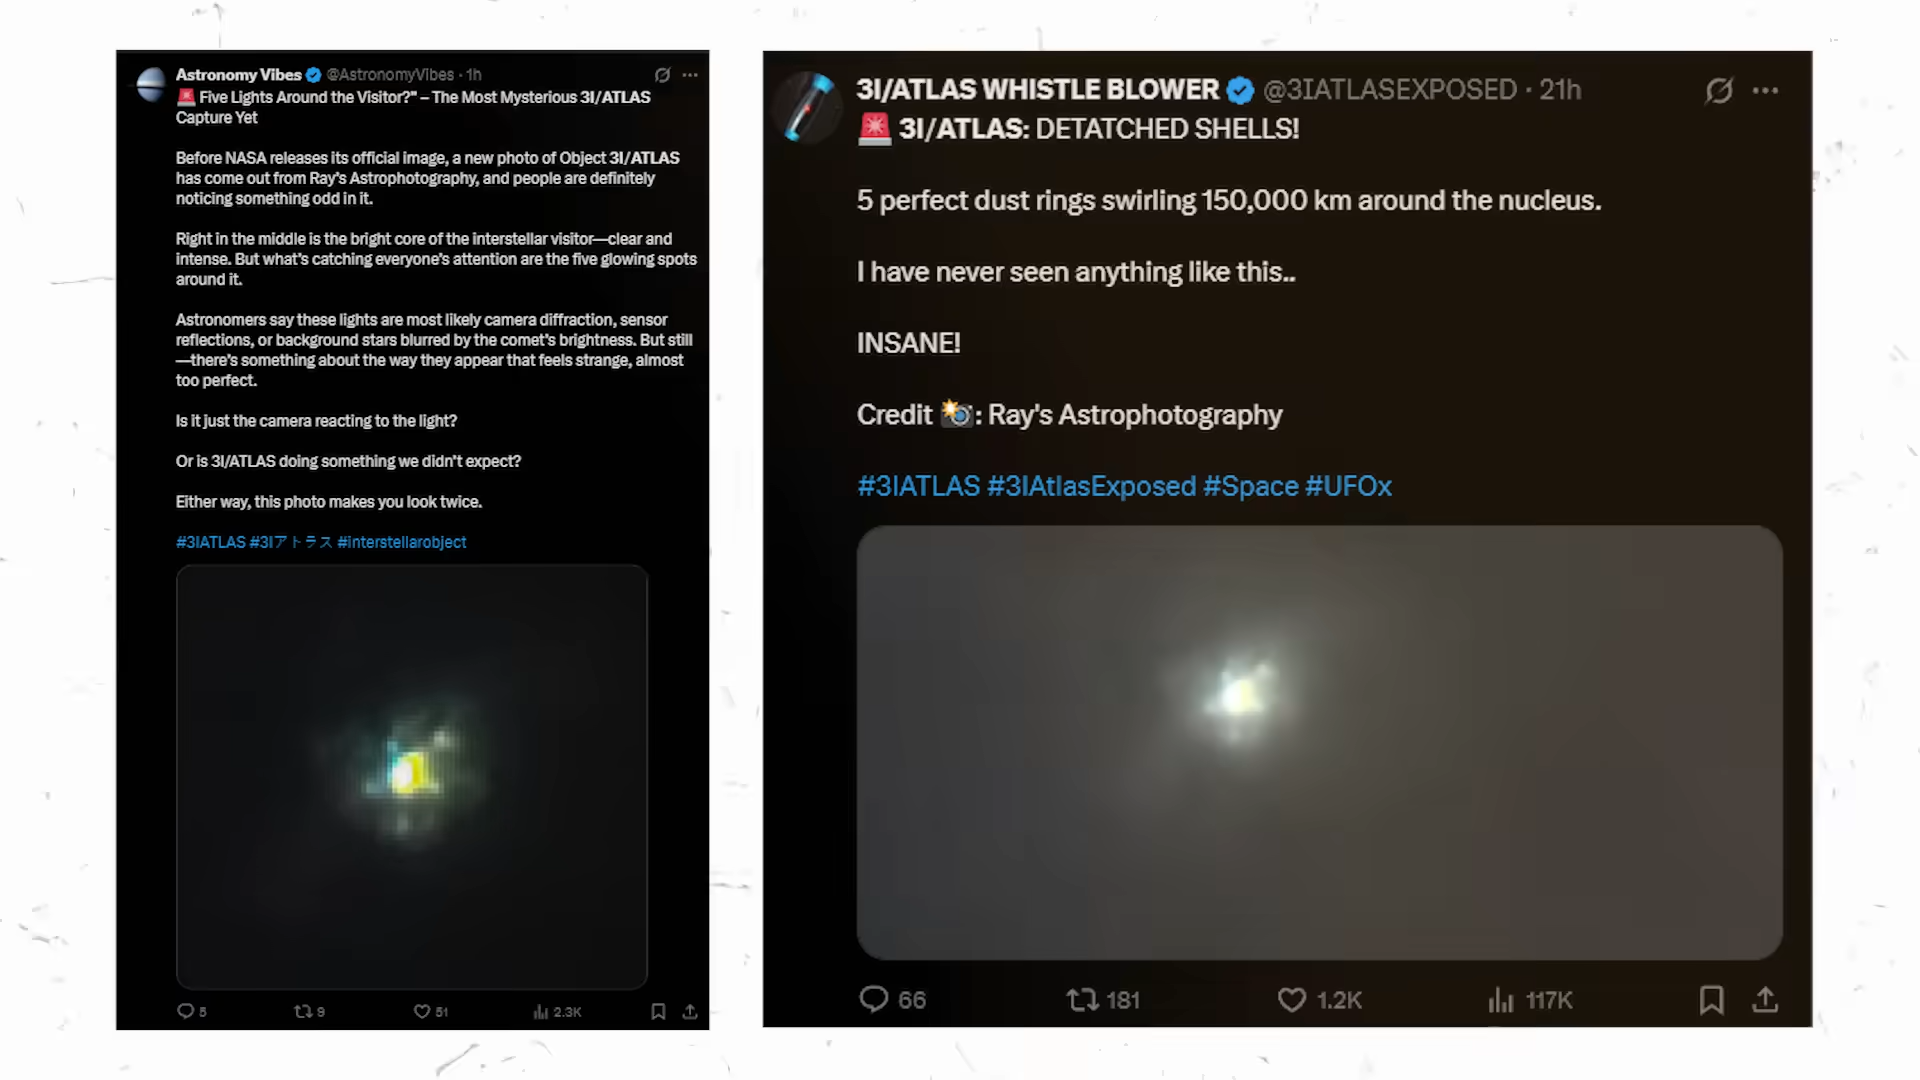 Astronomy Vibes @AstronomyVibes · 1h
🚨 Five Lights Around the Visitor?" – The Most Mysterious 3I/ATLAS
Capture Yet
Before NASA releases its official image, a new photo of Object 3I/ATLAS
has come out from Ray's Astrophotography, and people are definitely
noticing something odd in it.
Right in the middle is the bright core of the interstellar visitor—clear and
intense. But what's catching everyone's attention are the five glowing spots
around it.
Astronomers say these lights are most likely camera diffraction, sensor
reflections, or background stars blurred by the comet's brightness. But still
—there's something about the way they appear that feels strange, almost
too perfect.
Is it just the camera reacting to the light?
Or is 3I/ATLAS doing something we didn't expect?
Either way, this photo makes you look twice.
#3IATLAS #3Iアトラス #interstellarobject
5 9 51 2.3K
3I/ATLAS WHISTLE BLOWER @3IATLASEXPOSED · 21h
🚨 3I/ATLAS: DETATCHED SHELLS!
5 perfect dust rings swirling 150,000 km around the nucleus.
I have never seen anything like this..
INSANE!
Credit 📸: Ray's Astrophotography
#3IATLAS #3IAtlasExposed #Space #UFOx
66 181 1.2K 117K